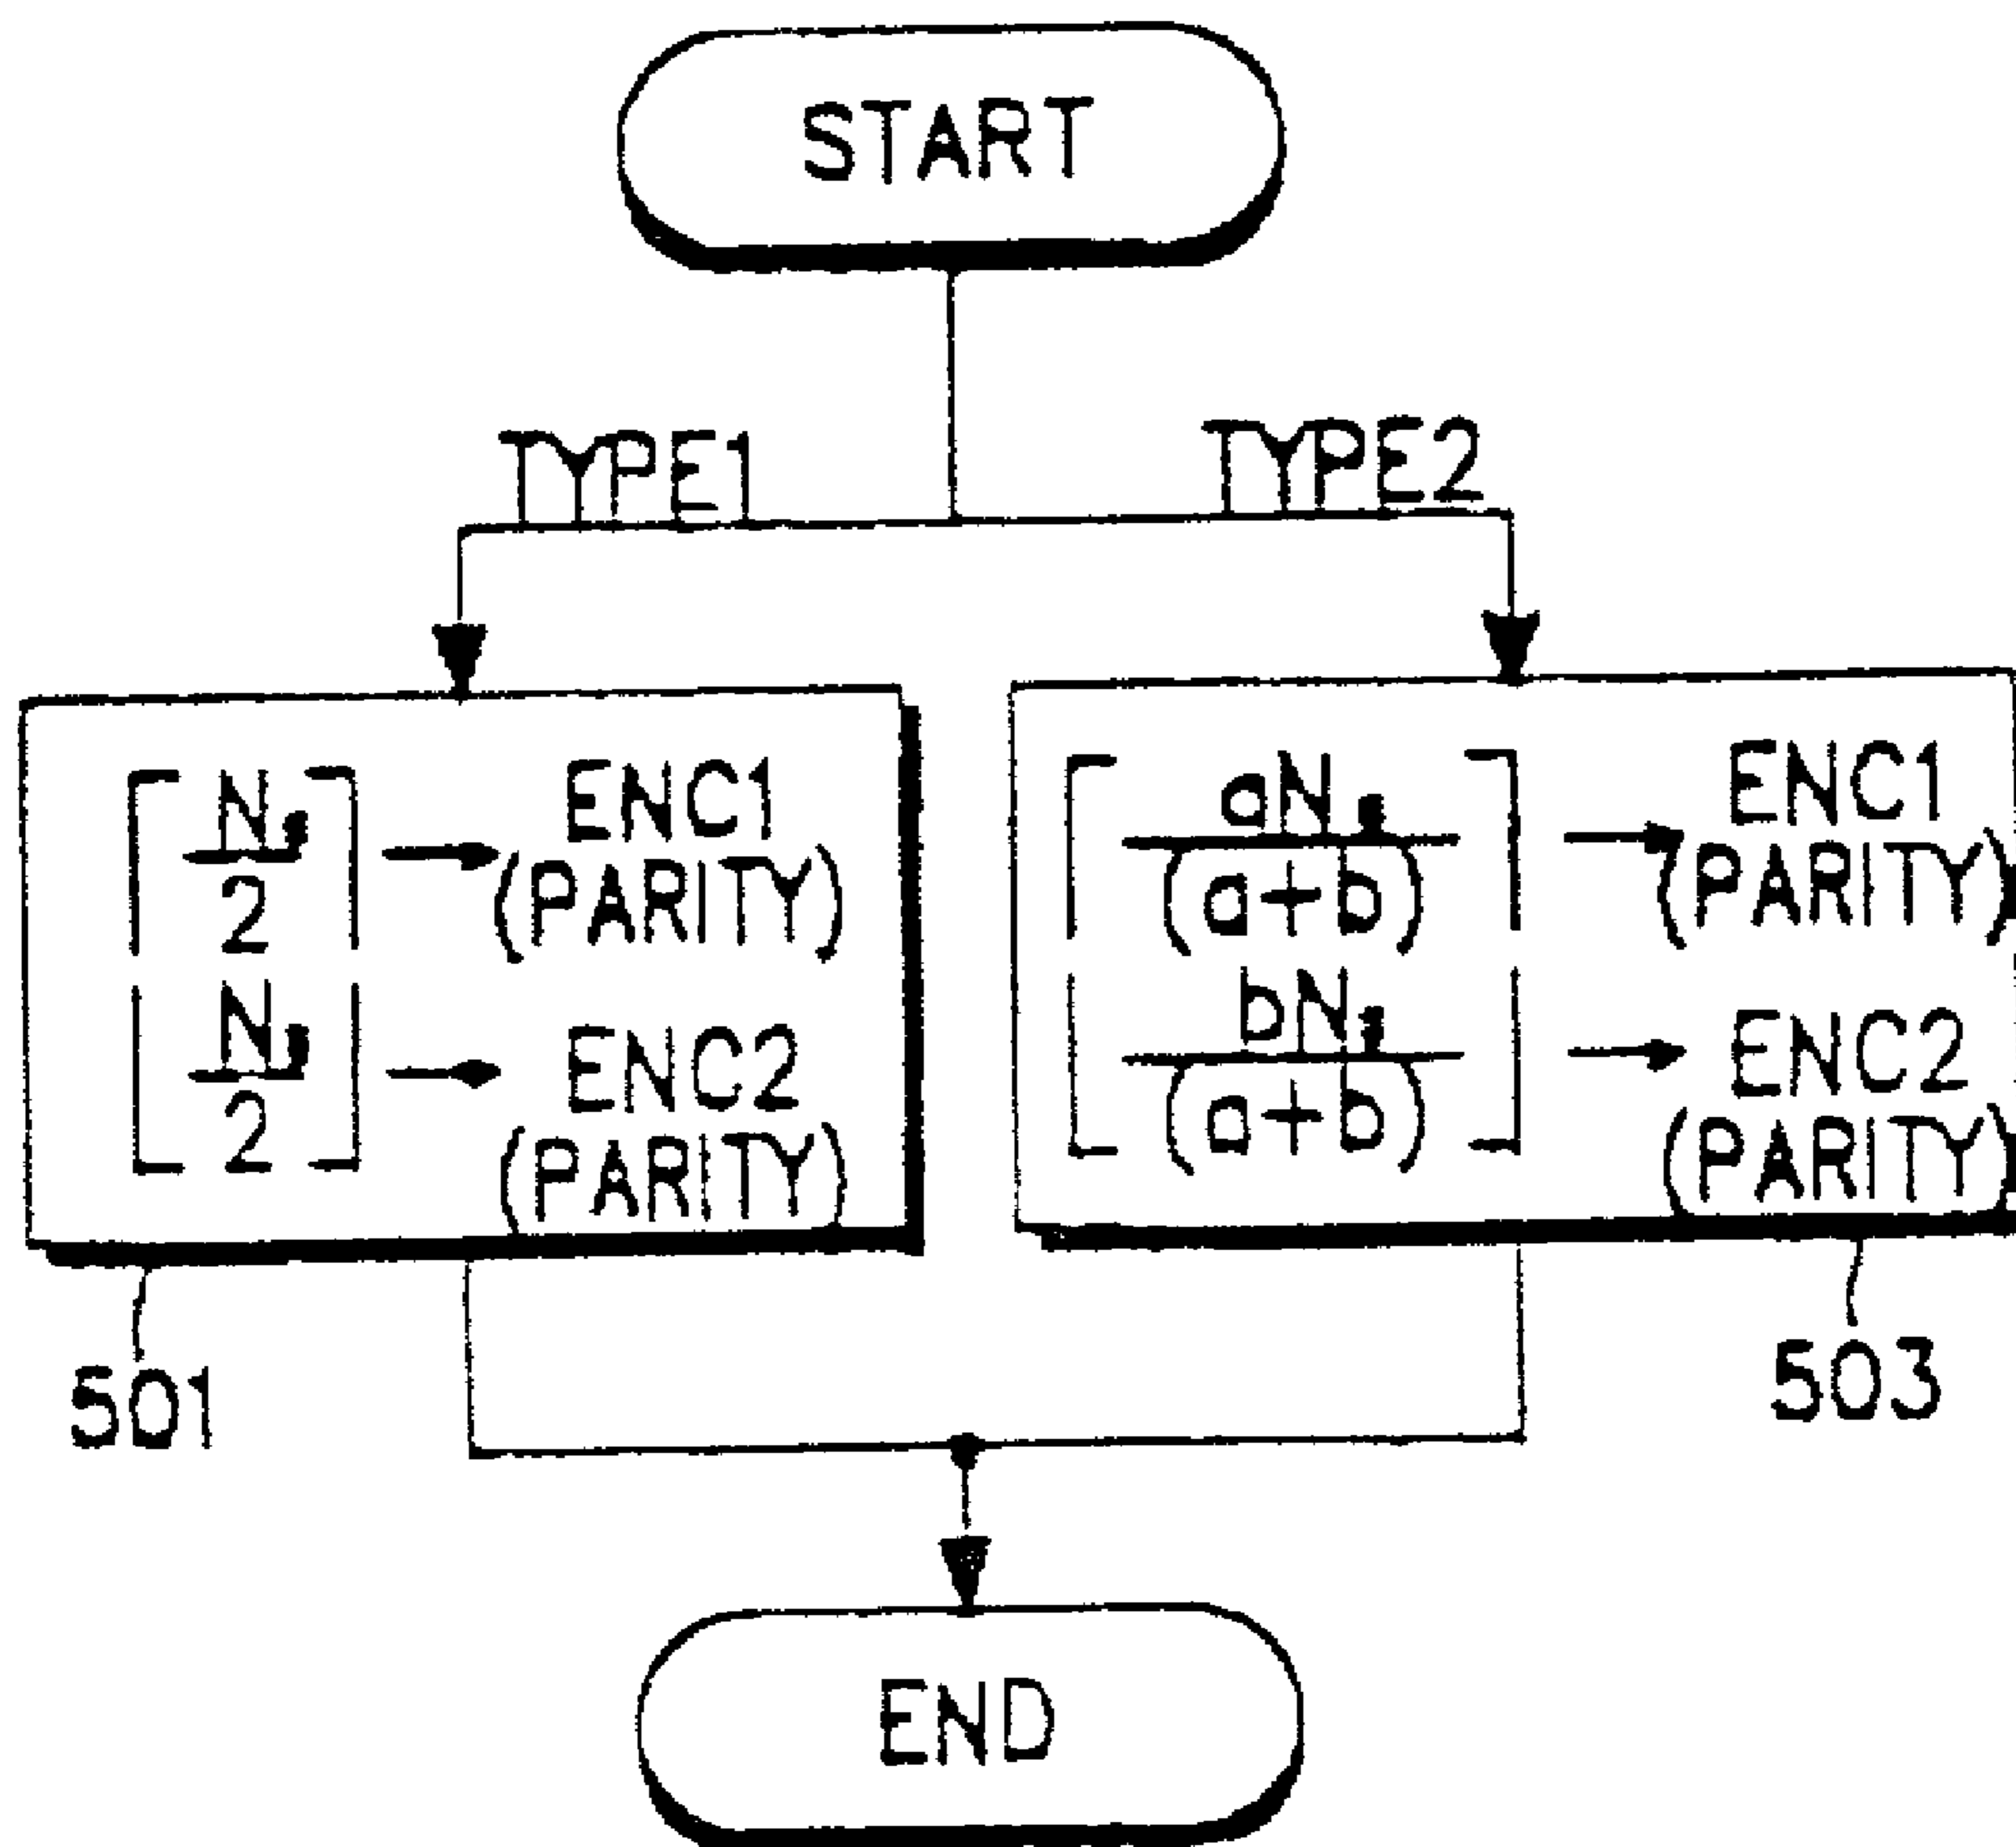 START
TYPE1
TYPE2
N
2
ENC1
(PARITY)
N
2
ENC2
(PARITY)
aN
(a+b)
ENC1
(PARITY)
bN
(a+b)
ENC2
(PARITY)
501
503
END